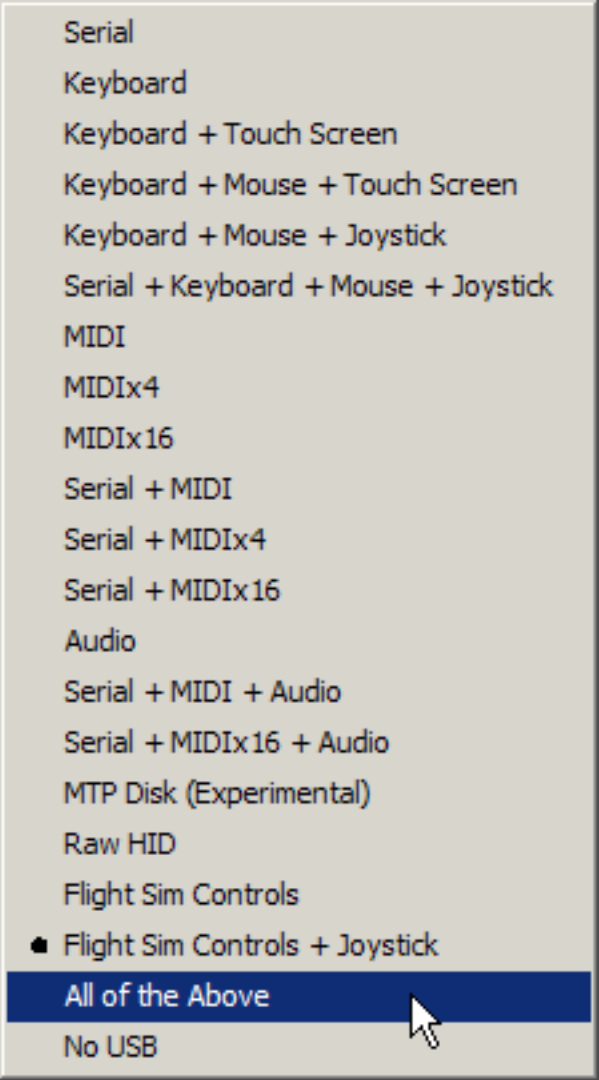 Serial
Keyboard
Keyboard + Touch Screen
Keyboard + Mouse + Touch Screen
Keyboard + Mouse + Joystick
Serial + Keyboard + Mouse + Joystick
MIDI
MIDIx4
MIDIx16
Serial + MIDI
Serial + MIDIx4
Serial + MIDIx16
Audio
Serial + MIDI + Audio
Serial + MIDIx16 + Audio
MTP Disk (Experimental)
Raw HID
Flight Sim Controls
Flight Sim Controls + Joystick
All of the Above
No USB